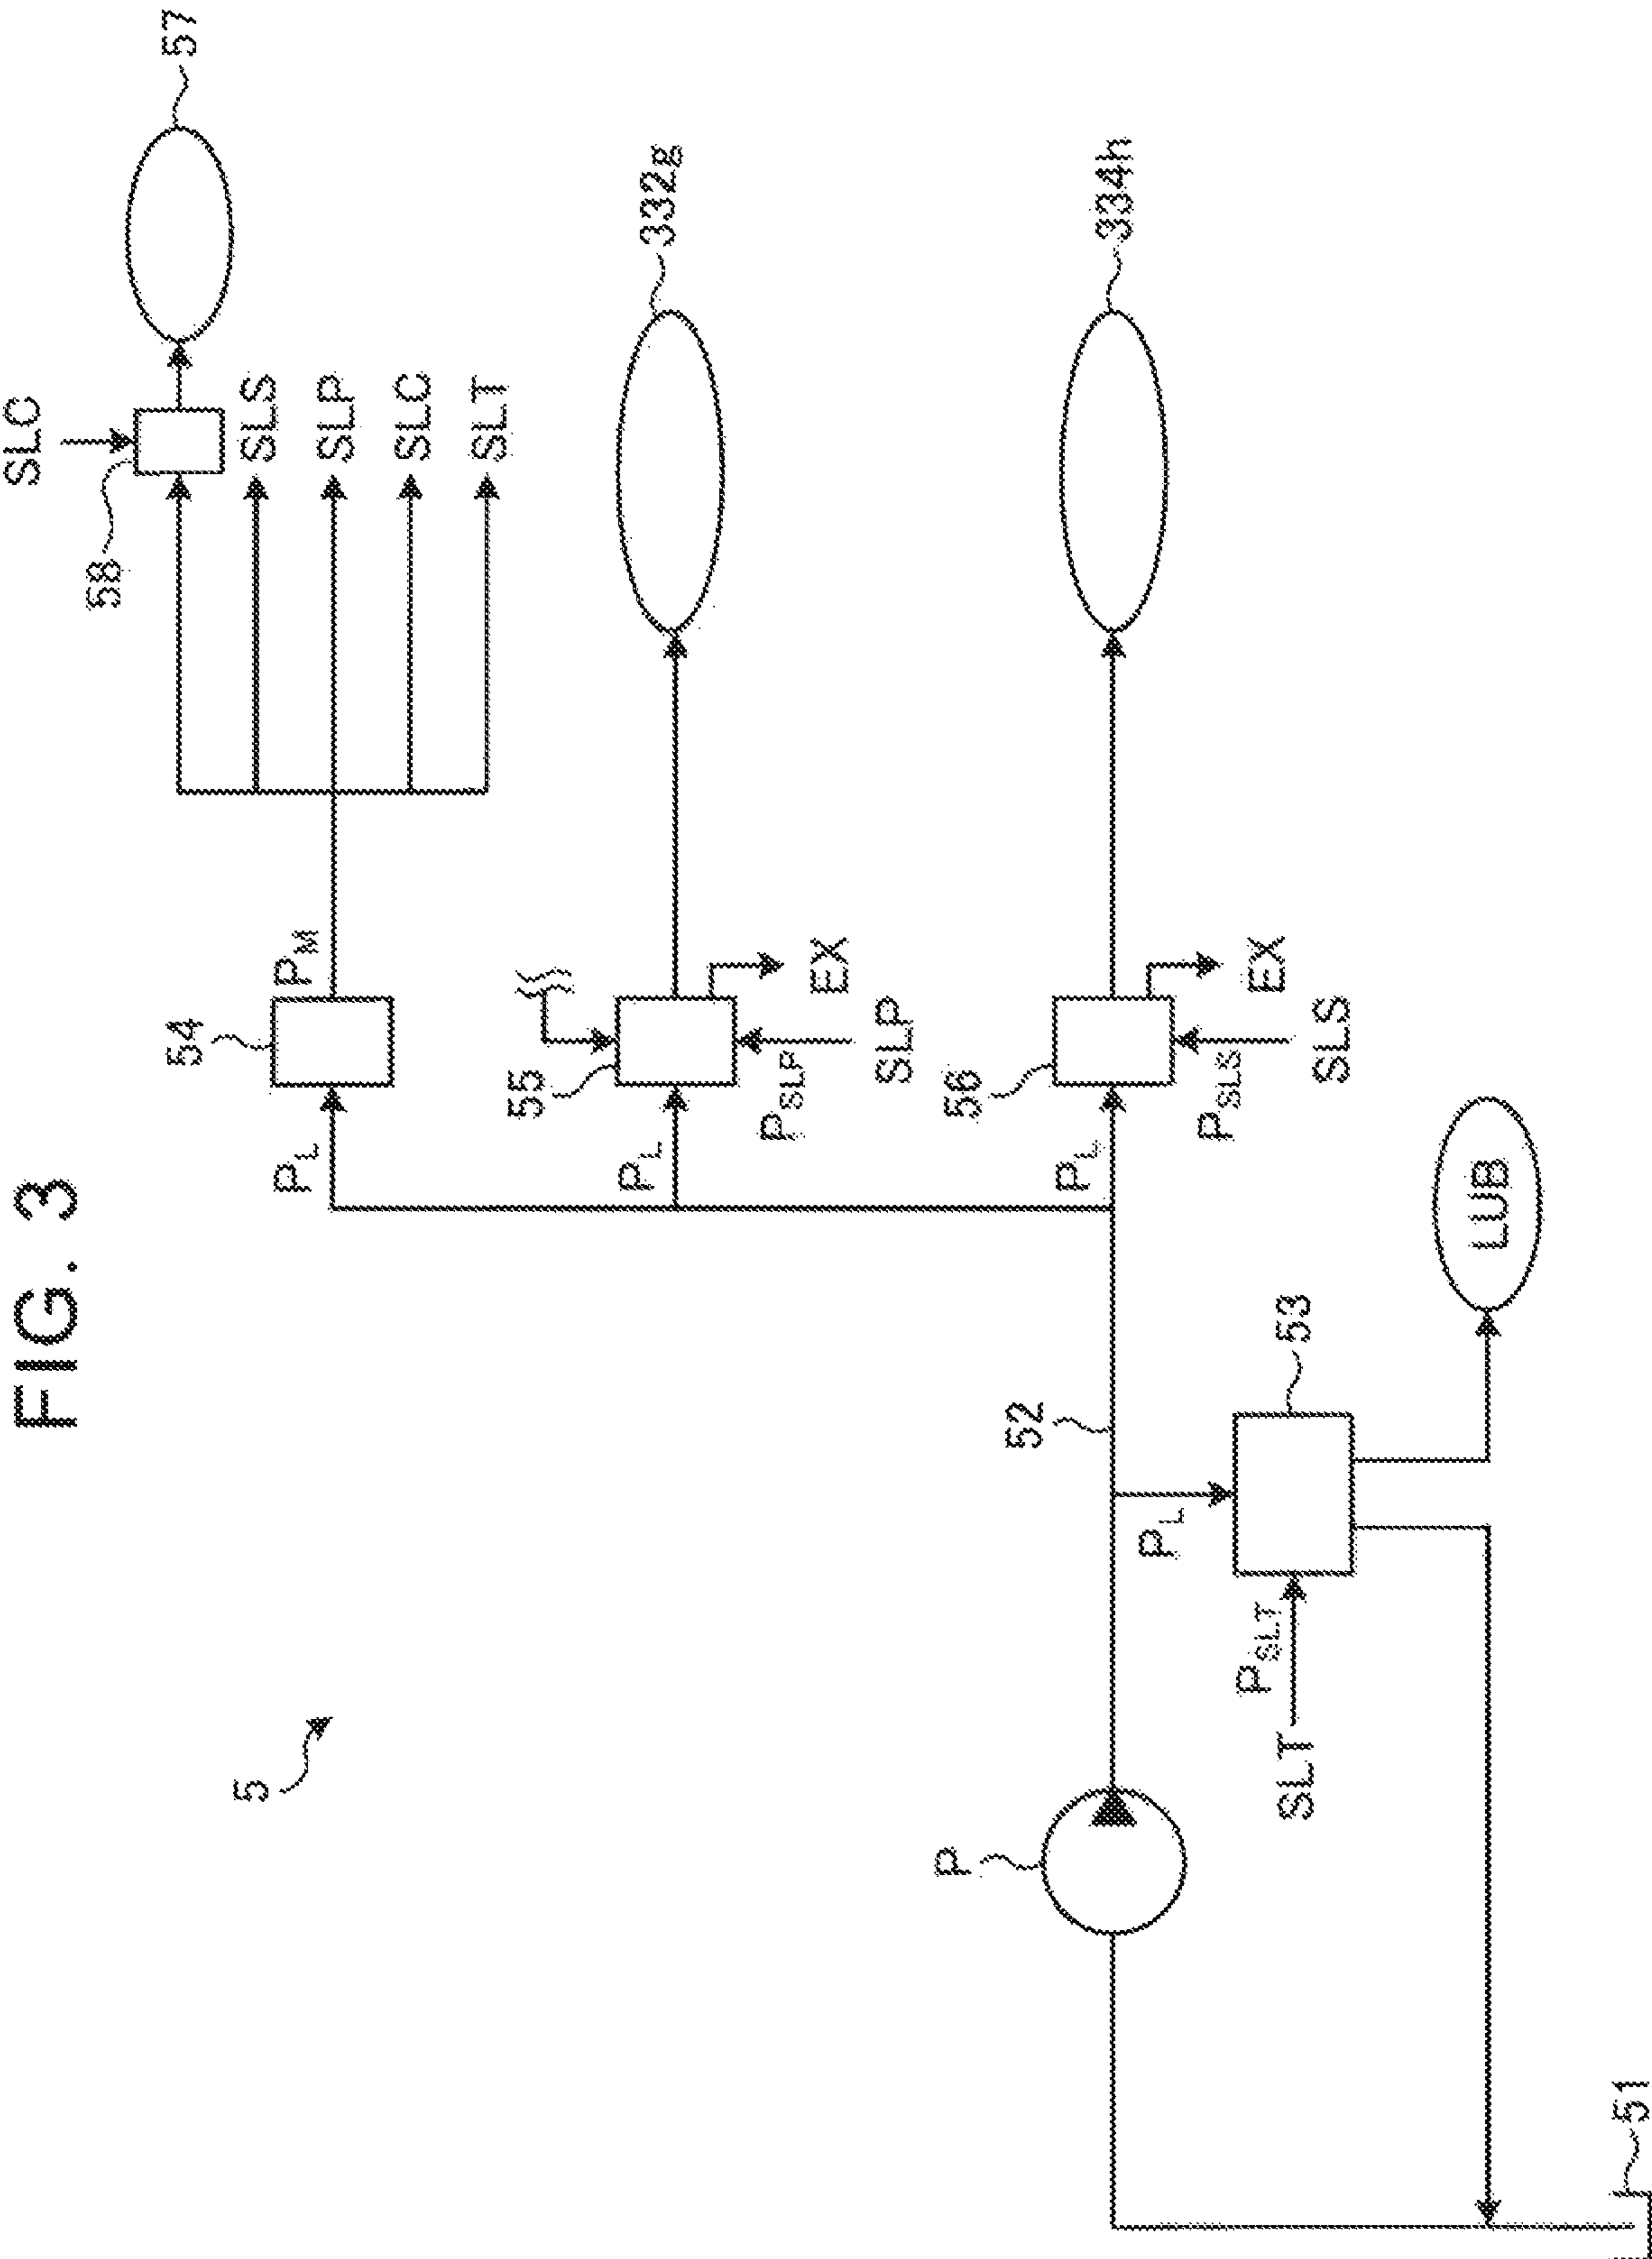 FIG. 3
5
SLC
57
58
SLS
SLP
SLC
SLT
54
P_M
P_L
332g
55
P_L
EX
P_SLP
SLP
334h
56
P_L
EX
P_SLS
SLS
52
P
P_L
53
P_SLT
SLT
LUB
51